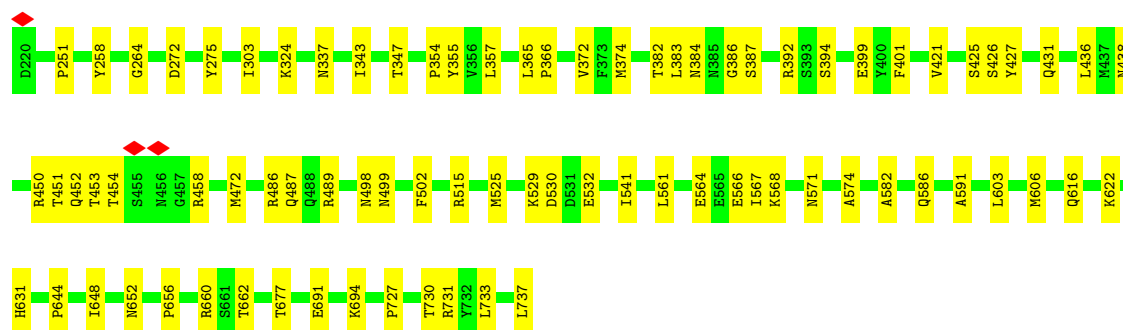 D220 P251 Y258 G264 D272 Y275 I303 K324 N337 I343 T347 P354 Y355 V356 L357 L365 P366 V372 F373 M374 T382 L383 N384 N385 G386 S387 R392 S393 S394 E399 Y400 F401 V421 S425 S426 Y427 Q431 L436 M437 N438
R450 T451 Q452 T453 T454 S455 N456 G457 R458 M472 R486 Q487 Q488 R489 N498 N499 F502 R515 M525 K529 D530 D531 E532 I541 L561 E564 E565 E566 I567 K568 N571 A574 A582 Q586 A591 L603 M606 Q616 K622
H631 P644 I648 N652 P656 R660 S661 T662 T677 E691 K694 P727 T730 R731 Y732 L733 L737